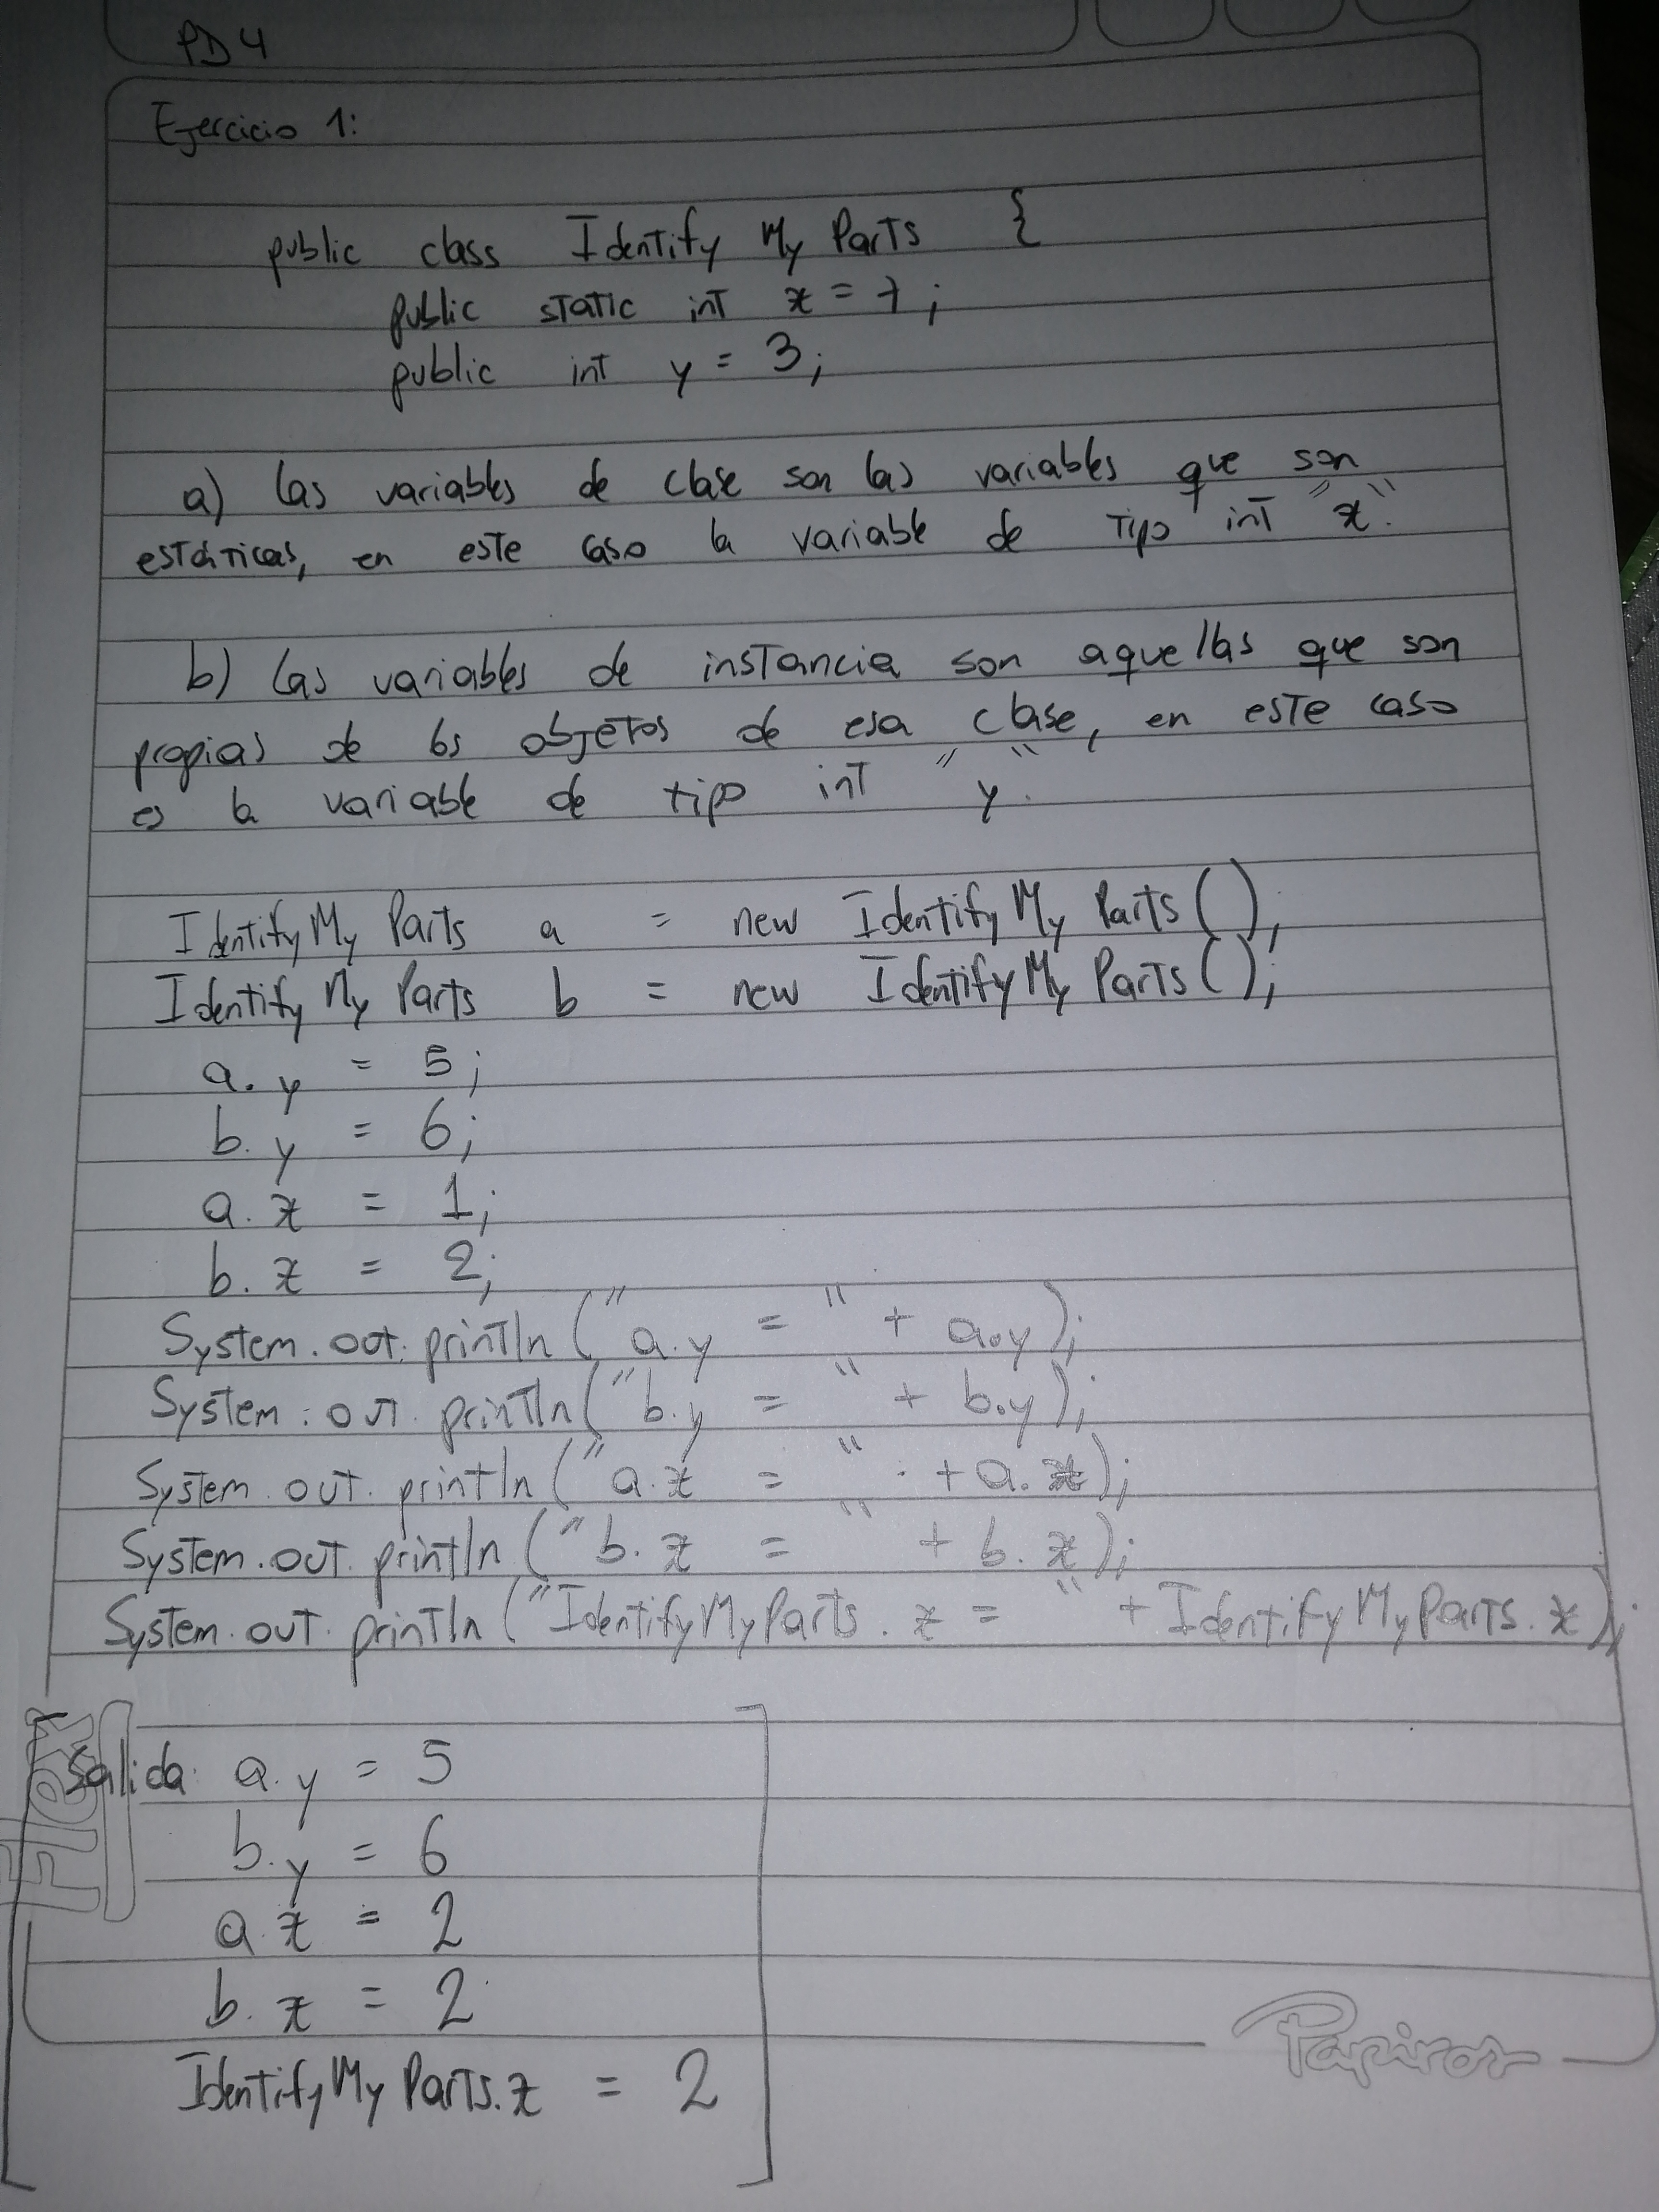 PD 4
Ejercicio 1:
public class IdentifyMyParts {
public static int x = 7;
public int y = 3;
a) Las variables de clase son las variables que son
estáticas, en este caso la variable de tipo int "x".
b) Las variables de instancia son aquellas que son
propias de los objetos de esa clase, en este caso
es la variable de tipo int "y".
IdentifyMyParts a = new IdentifyMyParts();
IdentifyMyParts b = new IdentifyMyParts();
a.y = 5;
b.y = 6;
a.x = 1;
b.x = 2;
System.out.println("a.y = " + a.y);
System.out.println("b.y = " + b.y);
System.out.println("a.x = " + a.x);
System.out.println("b.x = " + b.x);
System.out.println("IdentifyMyParts.x = " + IdentifyMyParts.x);
Salida: a.y = 5
b.y = 6
a.x = 2
b.x = 2
IdentifyMyParts.x = 2
Flex
Papiros